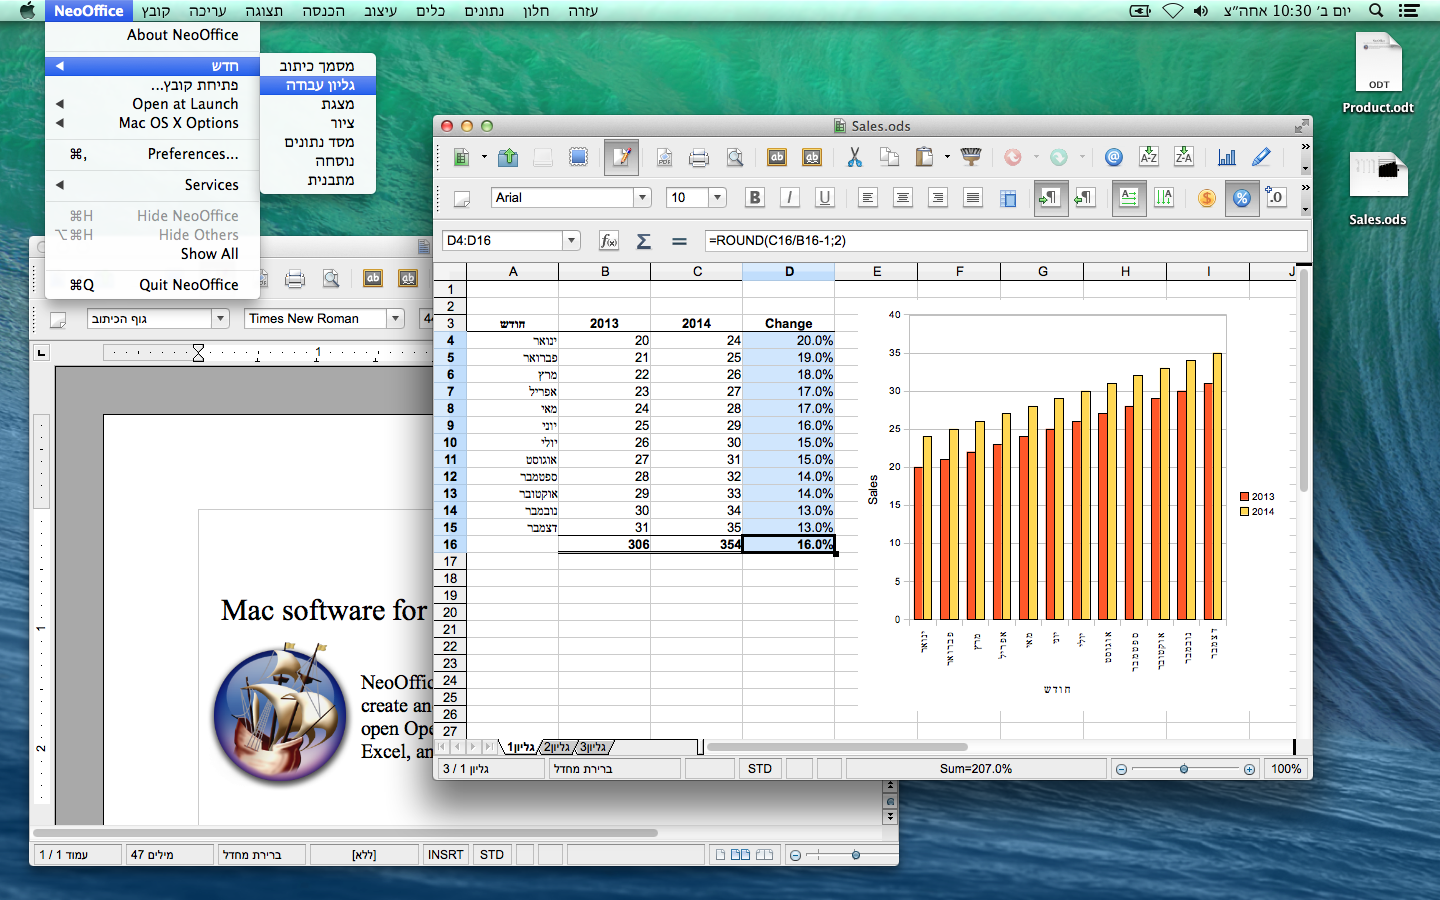 NeoOffice קובץ עריכה תצוגה הכנסה עיצוב כלים נתונים חלון עזרה
יום ב׳ 10:30 אחה״צ
About NeoOffice
חדש
פתיחת קובץ...
Open at Launch
Mac OS X Options
⌘, Preferences...
Services
⌘H Hide NeoOffice
⌥⌘H Hide Others
Show All
⌘Q Quit NeoOffice
מסמך כיתוב
גליון עבודה
מצגת
ציור
מסד נתונים
נוסחה
מתבנית
ODT
Product.odt
Sales.ods
Sales.ods
Arial 10 B I U
D4:D16 =ROUND(C16/B16-1;2)
A B C D E F G H I J
1
2
3 חודש 2013 2014 Change
4 ינואר 20 24 20.0%
5 פברואר 21 25 19.0%
6 מרץ 22 26 18.0%
7 אפריל 23 27 17.0%
8 מאי 24 28 17.0%
9 יוני 25 29 16.0%
10 יולי 26 30 15.0%
11 אוגוסט 27 31 15.0%
12 ספטמבר 28 32 14.0%
13 אוקטובר 29 33 14.0%
14 נובמבר 30 34 13.0%
15 דצמבר 31 35 13.0%
16 306 354 16.0%
17
18
19
20
21
22
23
24
25
26
27
40
35
30
25
20
15
10
5
0
Sales
ינואר פברואר מרץ אפריל מאי יוני יולי אוגוסט ספטמבר אוקטובר נובמבר דצמבר
חודש
2013
2014
גליון1 גליון2 גליון3
גליון 1 / 3 ברירת מחדל STD Sum=207.0% 100%
גוף הכיתוב Times New Roman
1
1
2
Mac software for
NeoOffic
create an
open Ope
Excel, an
עמוד 1 / 1 מילים 47 ברירת מחדל [ללא] INSRT STD